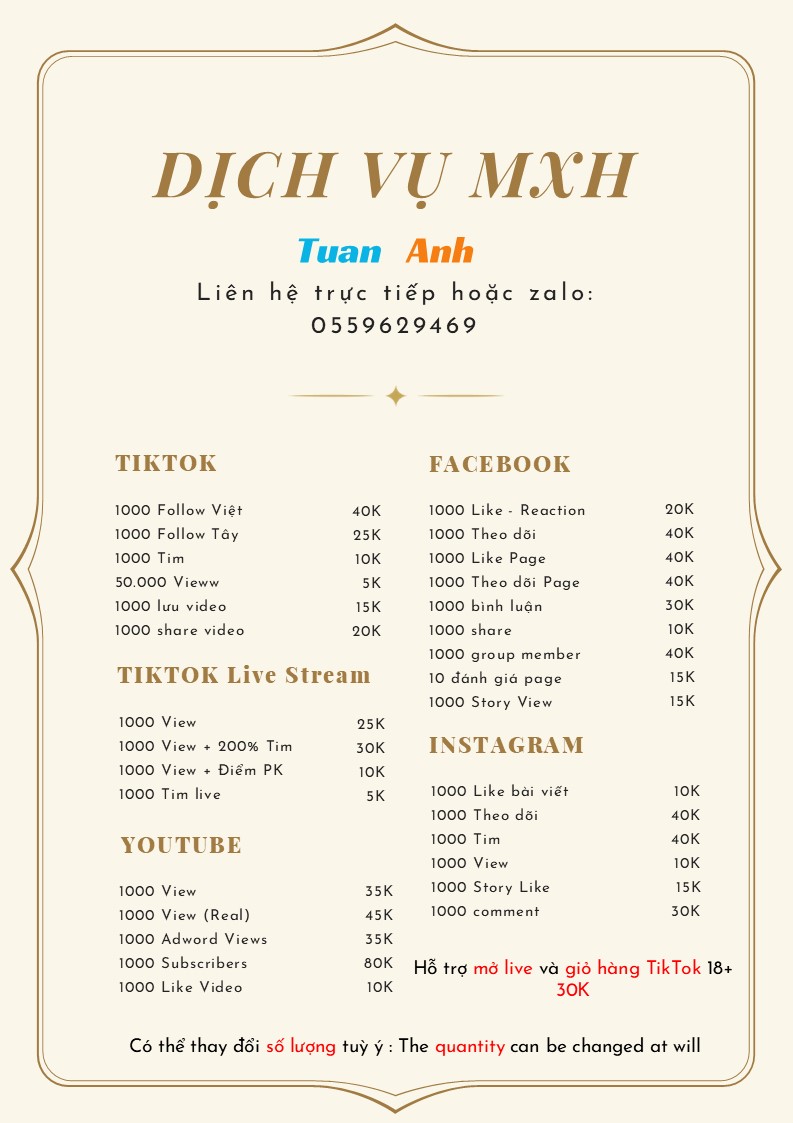 DỊCH VỤ MXH
Tuan Anh
Liên hệ trực tiếp hoặc zalo:
0559629469
TIKTOK
1000 Follow Việt 40K
1000 Follow Tây 25K
1000 Tim 10K
50.000 Vieww 5K
1000 lưu video 15K
1000 share video 20K
TIKTOK Live Stream
1000 View 25K
1000 View + 200% Tim 30K
1000 View + Điểm PK 10K
1000 Tim live 5K
YOUTUBE
1000 View 35K
1000 View (Real) 45K
1000 Adword Views 35K
1000 Subscribers 80K
1000 Like Video 10K
FACEBOOK
1000 Like - Reaction 20K
1000 Theo dõi 40K
1000 Like Page 40K
1000 Theo dõi Page 40K
1000 bình luận 30K
1000 share 10K
1000 group member 40K
10 đánh giá page 15K
1000 Story View 15K
INSTAGRAM
1000 Like bài viết 10K
1000 Theo dõi 40K
1000 Tim 40K
1000 View 10K
1000 Story Like 15K
1000 comment 30K
Hỗ trợ mở live và giỏ hàng TikTok 18+
30K
Có thể thay đổi số lượng tuỳ ý : The quantity can be changed at will